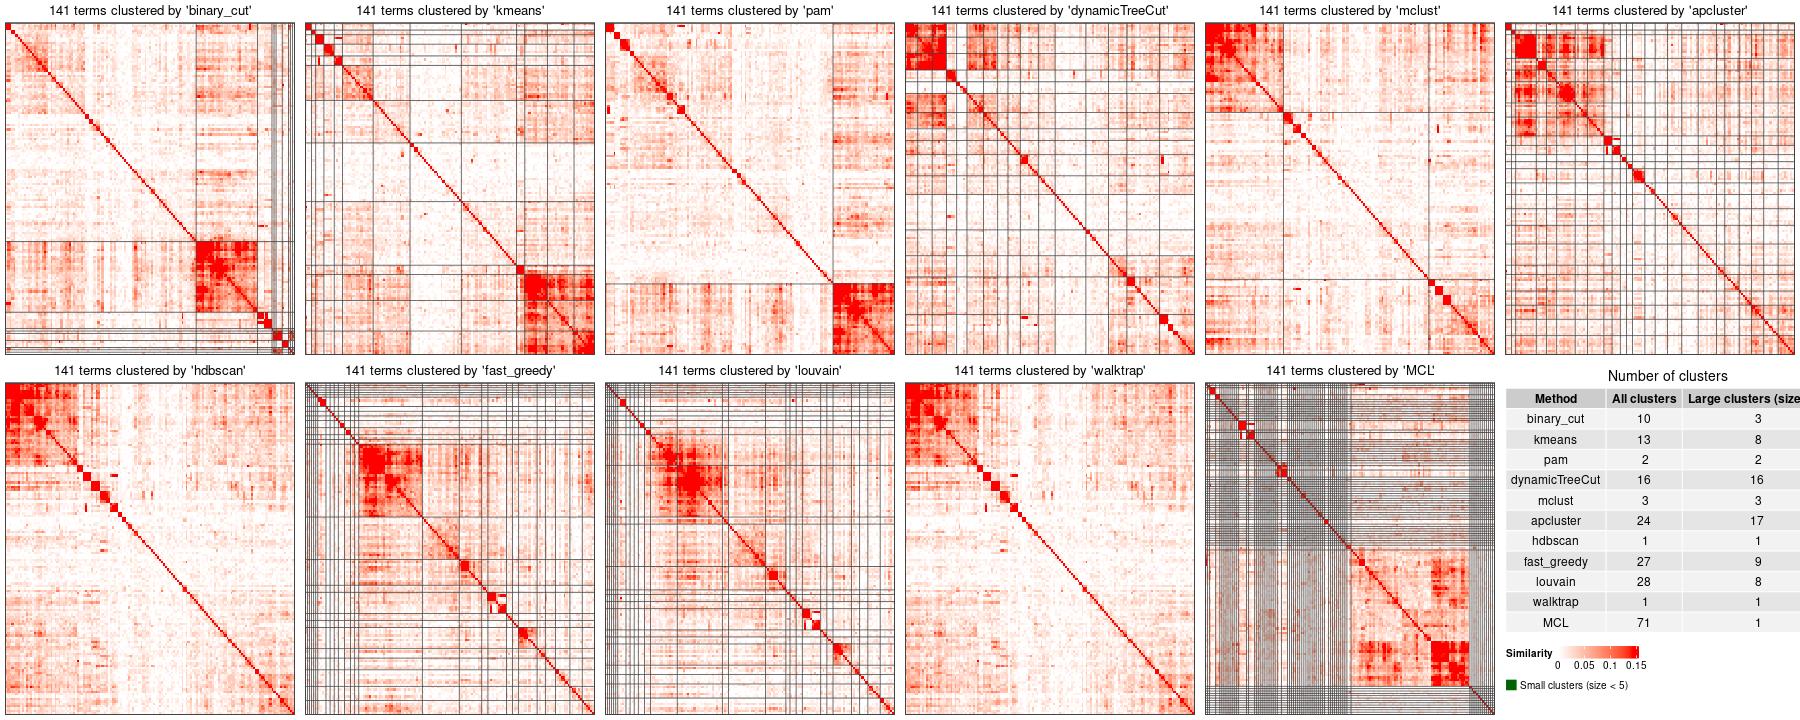 141 terms clustered by 'binary_cut'
141 terms clustered by 'kmeans'
141 terms clustered by 'pam'
141 terms clustered by 'dynamicTreeCut'
141 terms clustered by 'mclust'
141 terms clustered by 'apcluster'
141 terms clustered by 'hdbscan'
141 terms clustered by 'fast_greedy'
141 terms clustered by 'louvain'
141 terms clustered by 'walktrap'
141 terms clustered by 'MCL'
Number of clusters
Method All clusters Large clusters (size
binary_cut 10 3
kmeans 13 8
pam 2 2
dynamicTreeCut 16 16
mclust 3 3
apcluster 24 17
hdbscan 1 1
fast_greedy 27 9
louvain 28 8
walktrap 1 1
MCL 71 1
Similarity
0 0.05 0.1 0.15
Small clusters (size < 5)